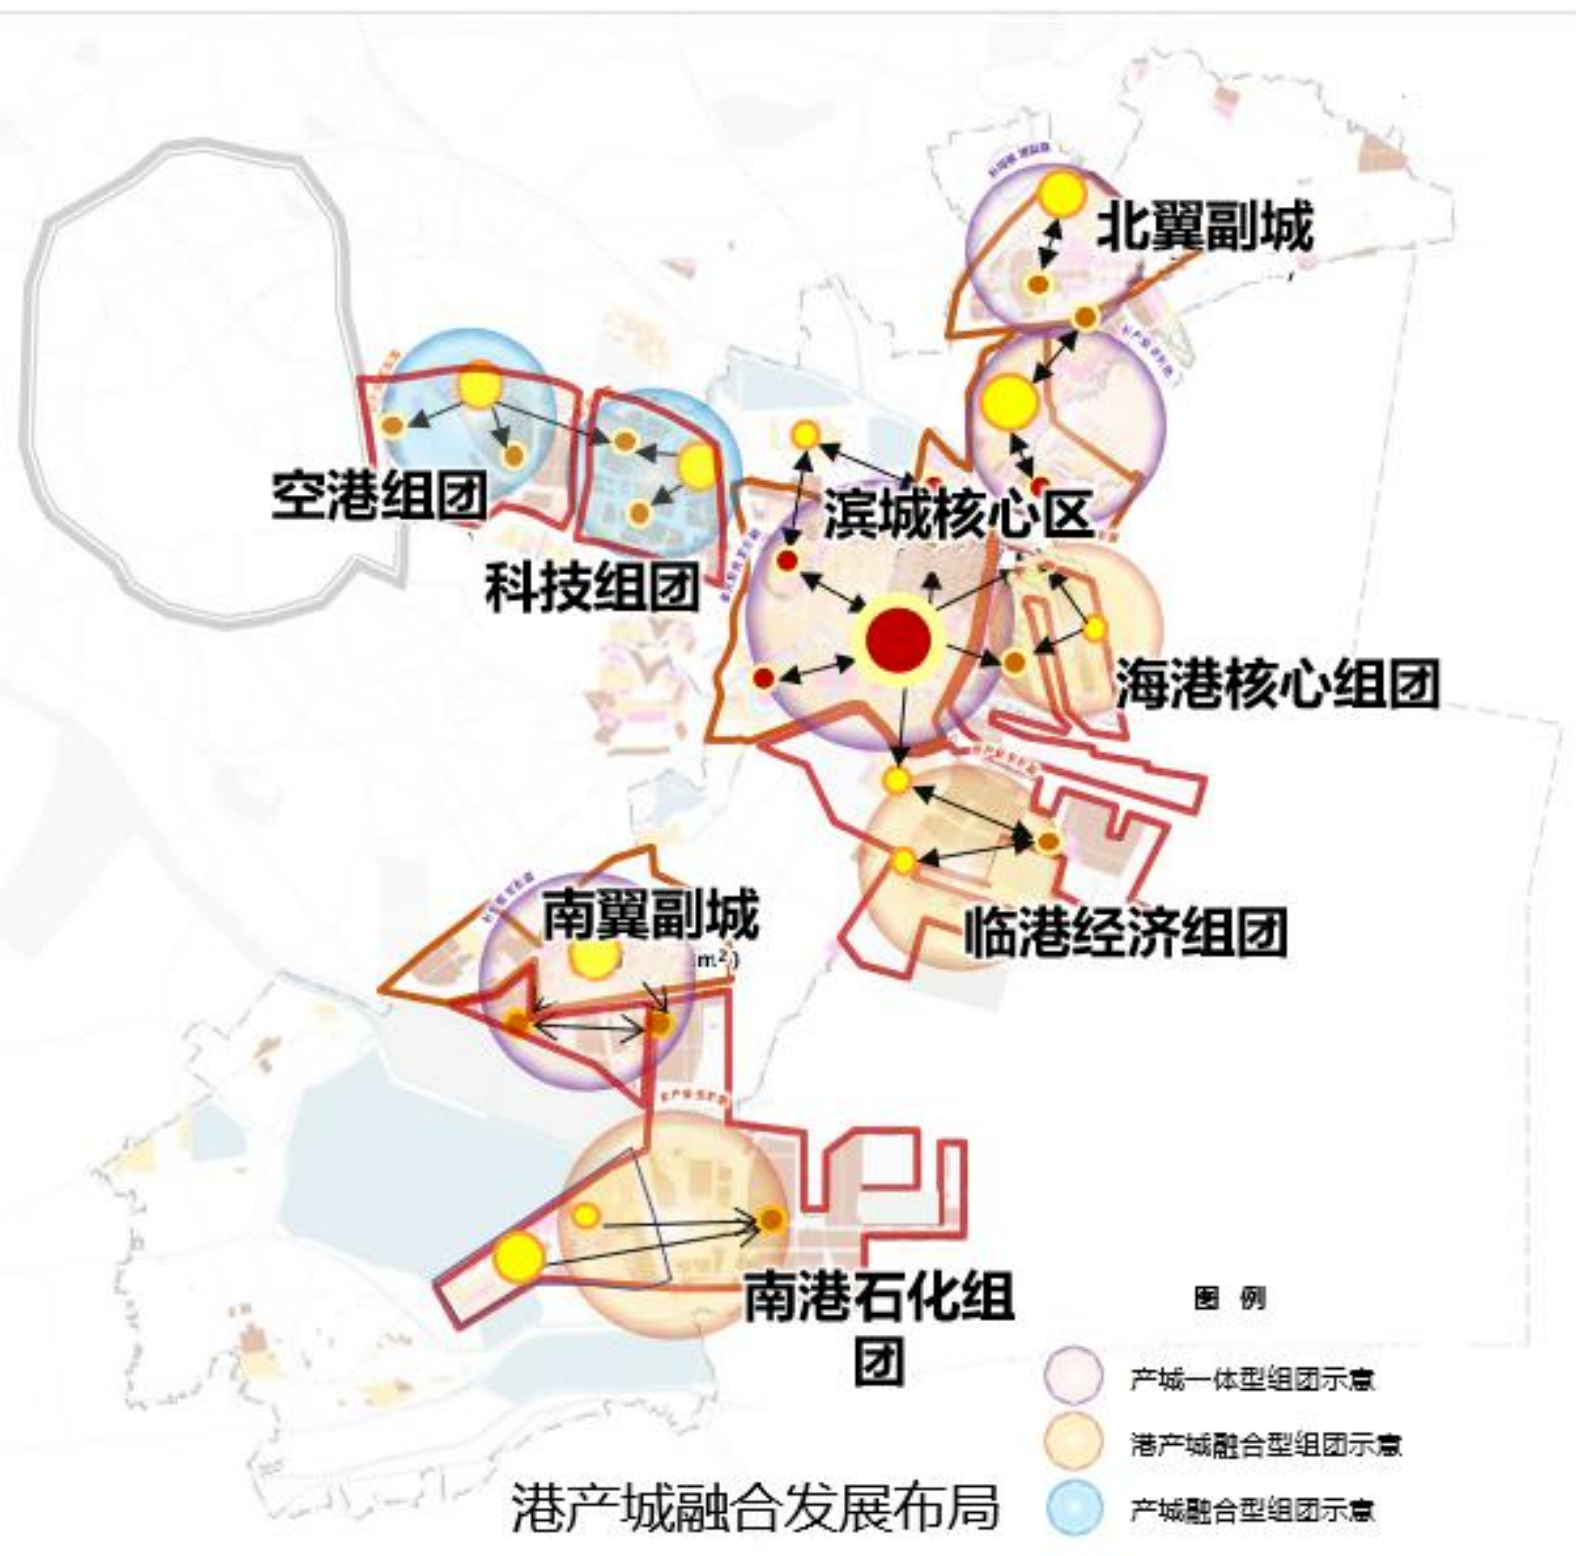 北翼副城
空港组团
滨城核心区
科技组团
海港核心组团
南翼副城
临港经济组团
m²)
南港石化组
团
图 例
产城一体型组团示意
港产城融合型组团示意
产城融合型组团示意
港产城融合发展布局